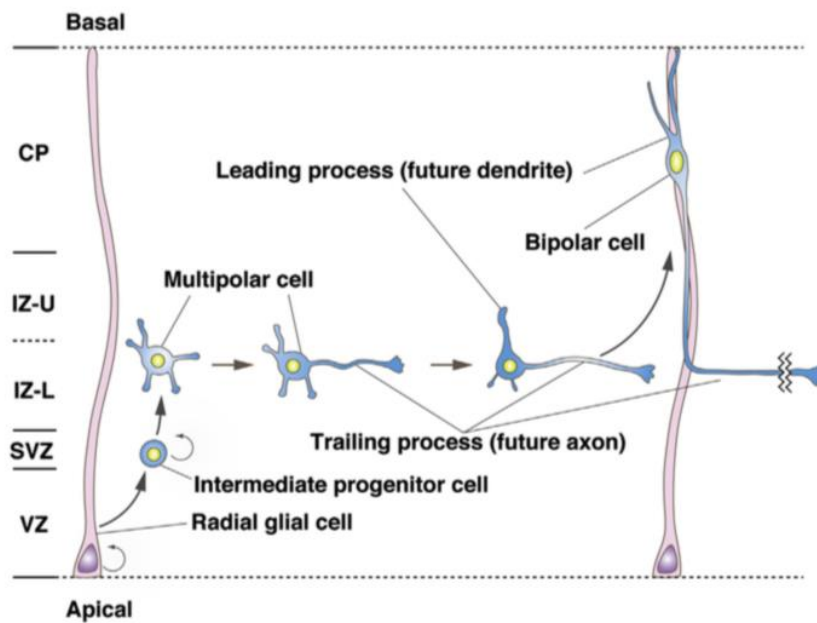 Basal
CP
Leading process (future dendrite)
Bipolar cell
Multipolar cell
IZ-U
IZ-L
Trailing process (future axon)
SVZ
Intermediate progenitor cell
VZ
Radial glial cell
Apical